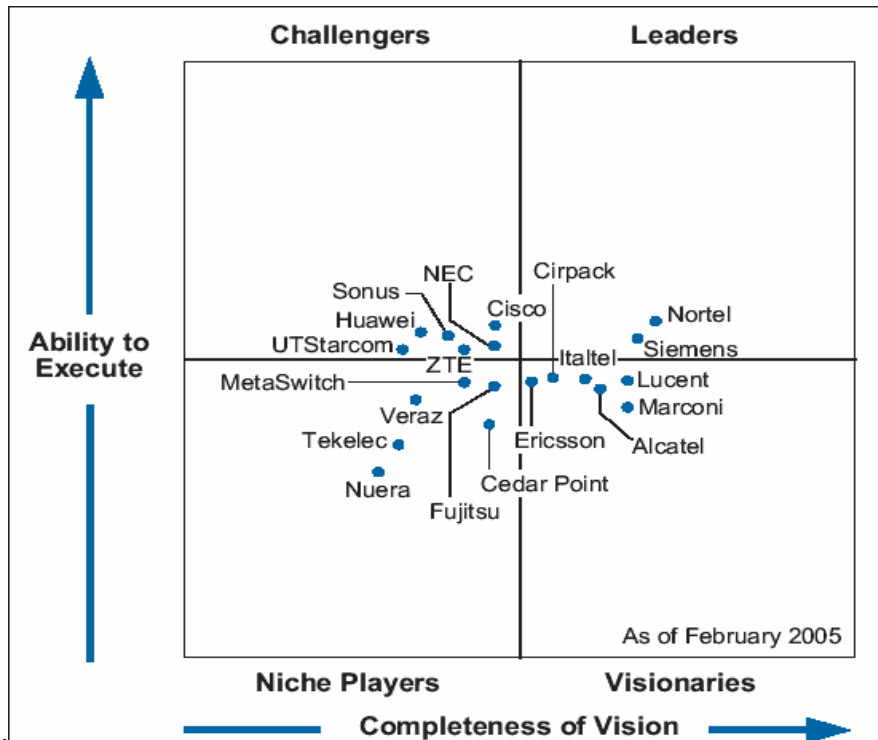 Challengers
Leaders
Ability to
Execute
NEC
Cirpack
Sonus
Cisco
Huawei
Nortel
UTStarcom
Siemens
ZTE
Italtel
MetaSwitch
Lucent
Veraz
Marconi
Tekelec
Ericsson
Alcatel
Nuera
Cedar Point
Fujitsu
As of February 2005
Niche Players
Visionaries
Completeness of Vision